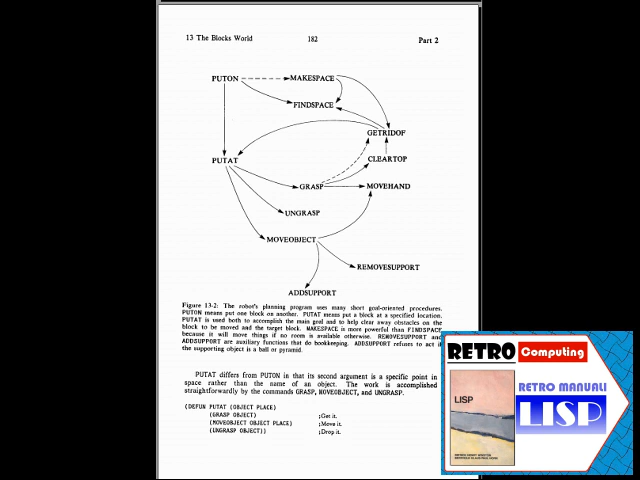 13 The Blocks World 182 Part 2
PUTON MAKESPACE
FINDSPACE
GETRIDOF
PUTAT CLEARTOP
GRASP MOVEHAND
UNGRASP
MOVEOBJECT
REMOVESUPPORT
ADDSUPPORT
Figure 13-2: The robot's planning program uses many short goal-oriented procedures.
PUTON means put one block on another. PUTAT means put a block at a specified location.
PUTAT is used both to accomplish the main goal and to help clear away obstacles on the
block to be moved and the target block. MAKESPACE is more powerful than FINDSPACE
because it will move things if no room is available otherwise. REMOVESUPPORT and
ADDSUPPORT are auxiliary functions that do bookkeeping. ADDSUPPORT refuses to act if
the supporting object is a ball or pyramid.
PUTAT differs from PUTON in that its second argument is a specific point in
space rather than the name of an object. The work is accomplished
straightforwardly by the commands GRASP, MOVEOBJECT, and UNGRASP.
(DEFUN PUTAT (OBJECT PLACE)
(GRASP OBJECT) ;Get it.
(MOVEOBJECT OBJECT PLACE) ;Move it.
(UNGRASP OBJECT)) ;Drop it.
RETRO Computing
RETRO MANUALI
LISP
LISP